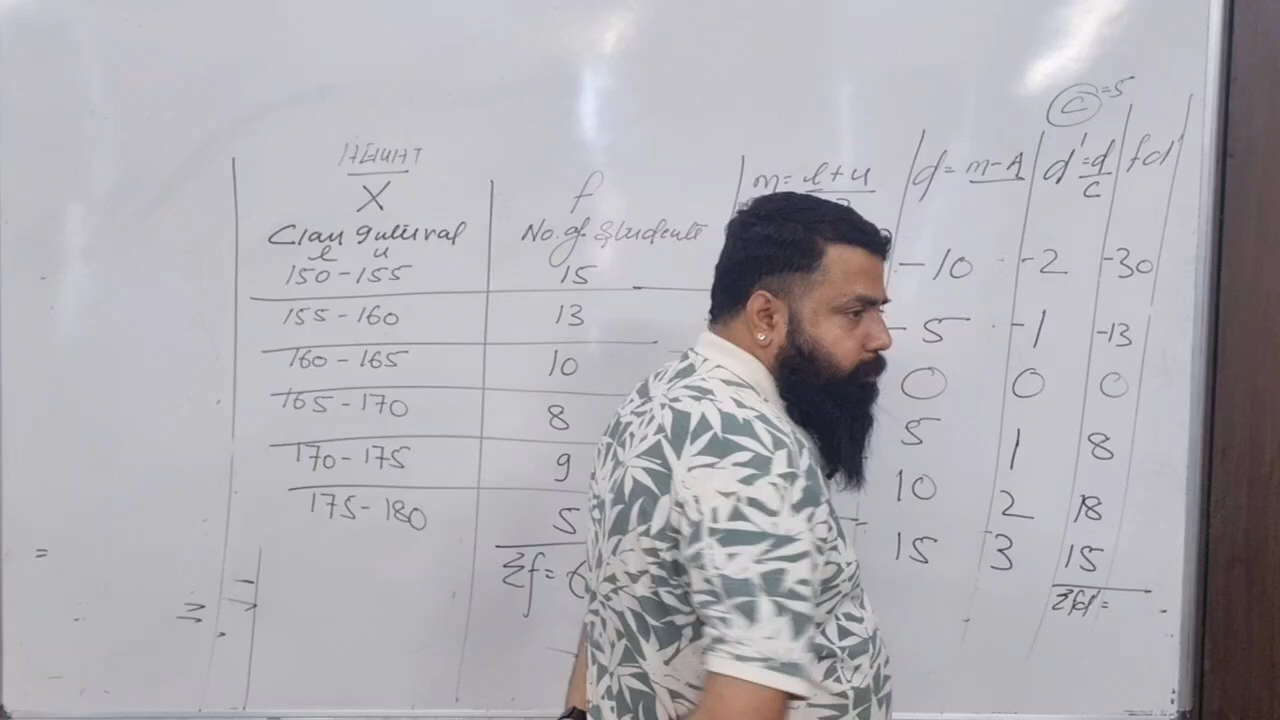 C =5
HEIGHT
X f m = l+u d = m-A d' = d/c fd'
Class Interval No. of Students
l u
150-155 15 -10 -2 -30
155-160 13 -5 -1 -13
160-165 10 0 0 0
165-170 8 5 1 8
170-175 9 10 2 18
175-180 5 15 3 15
Σf = 6 Σfd' =
=
=